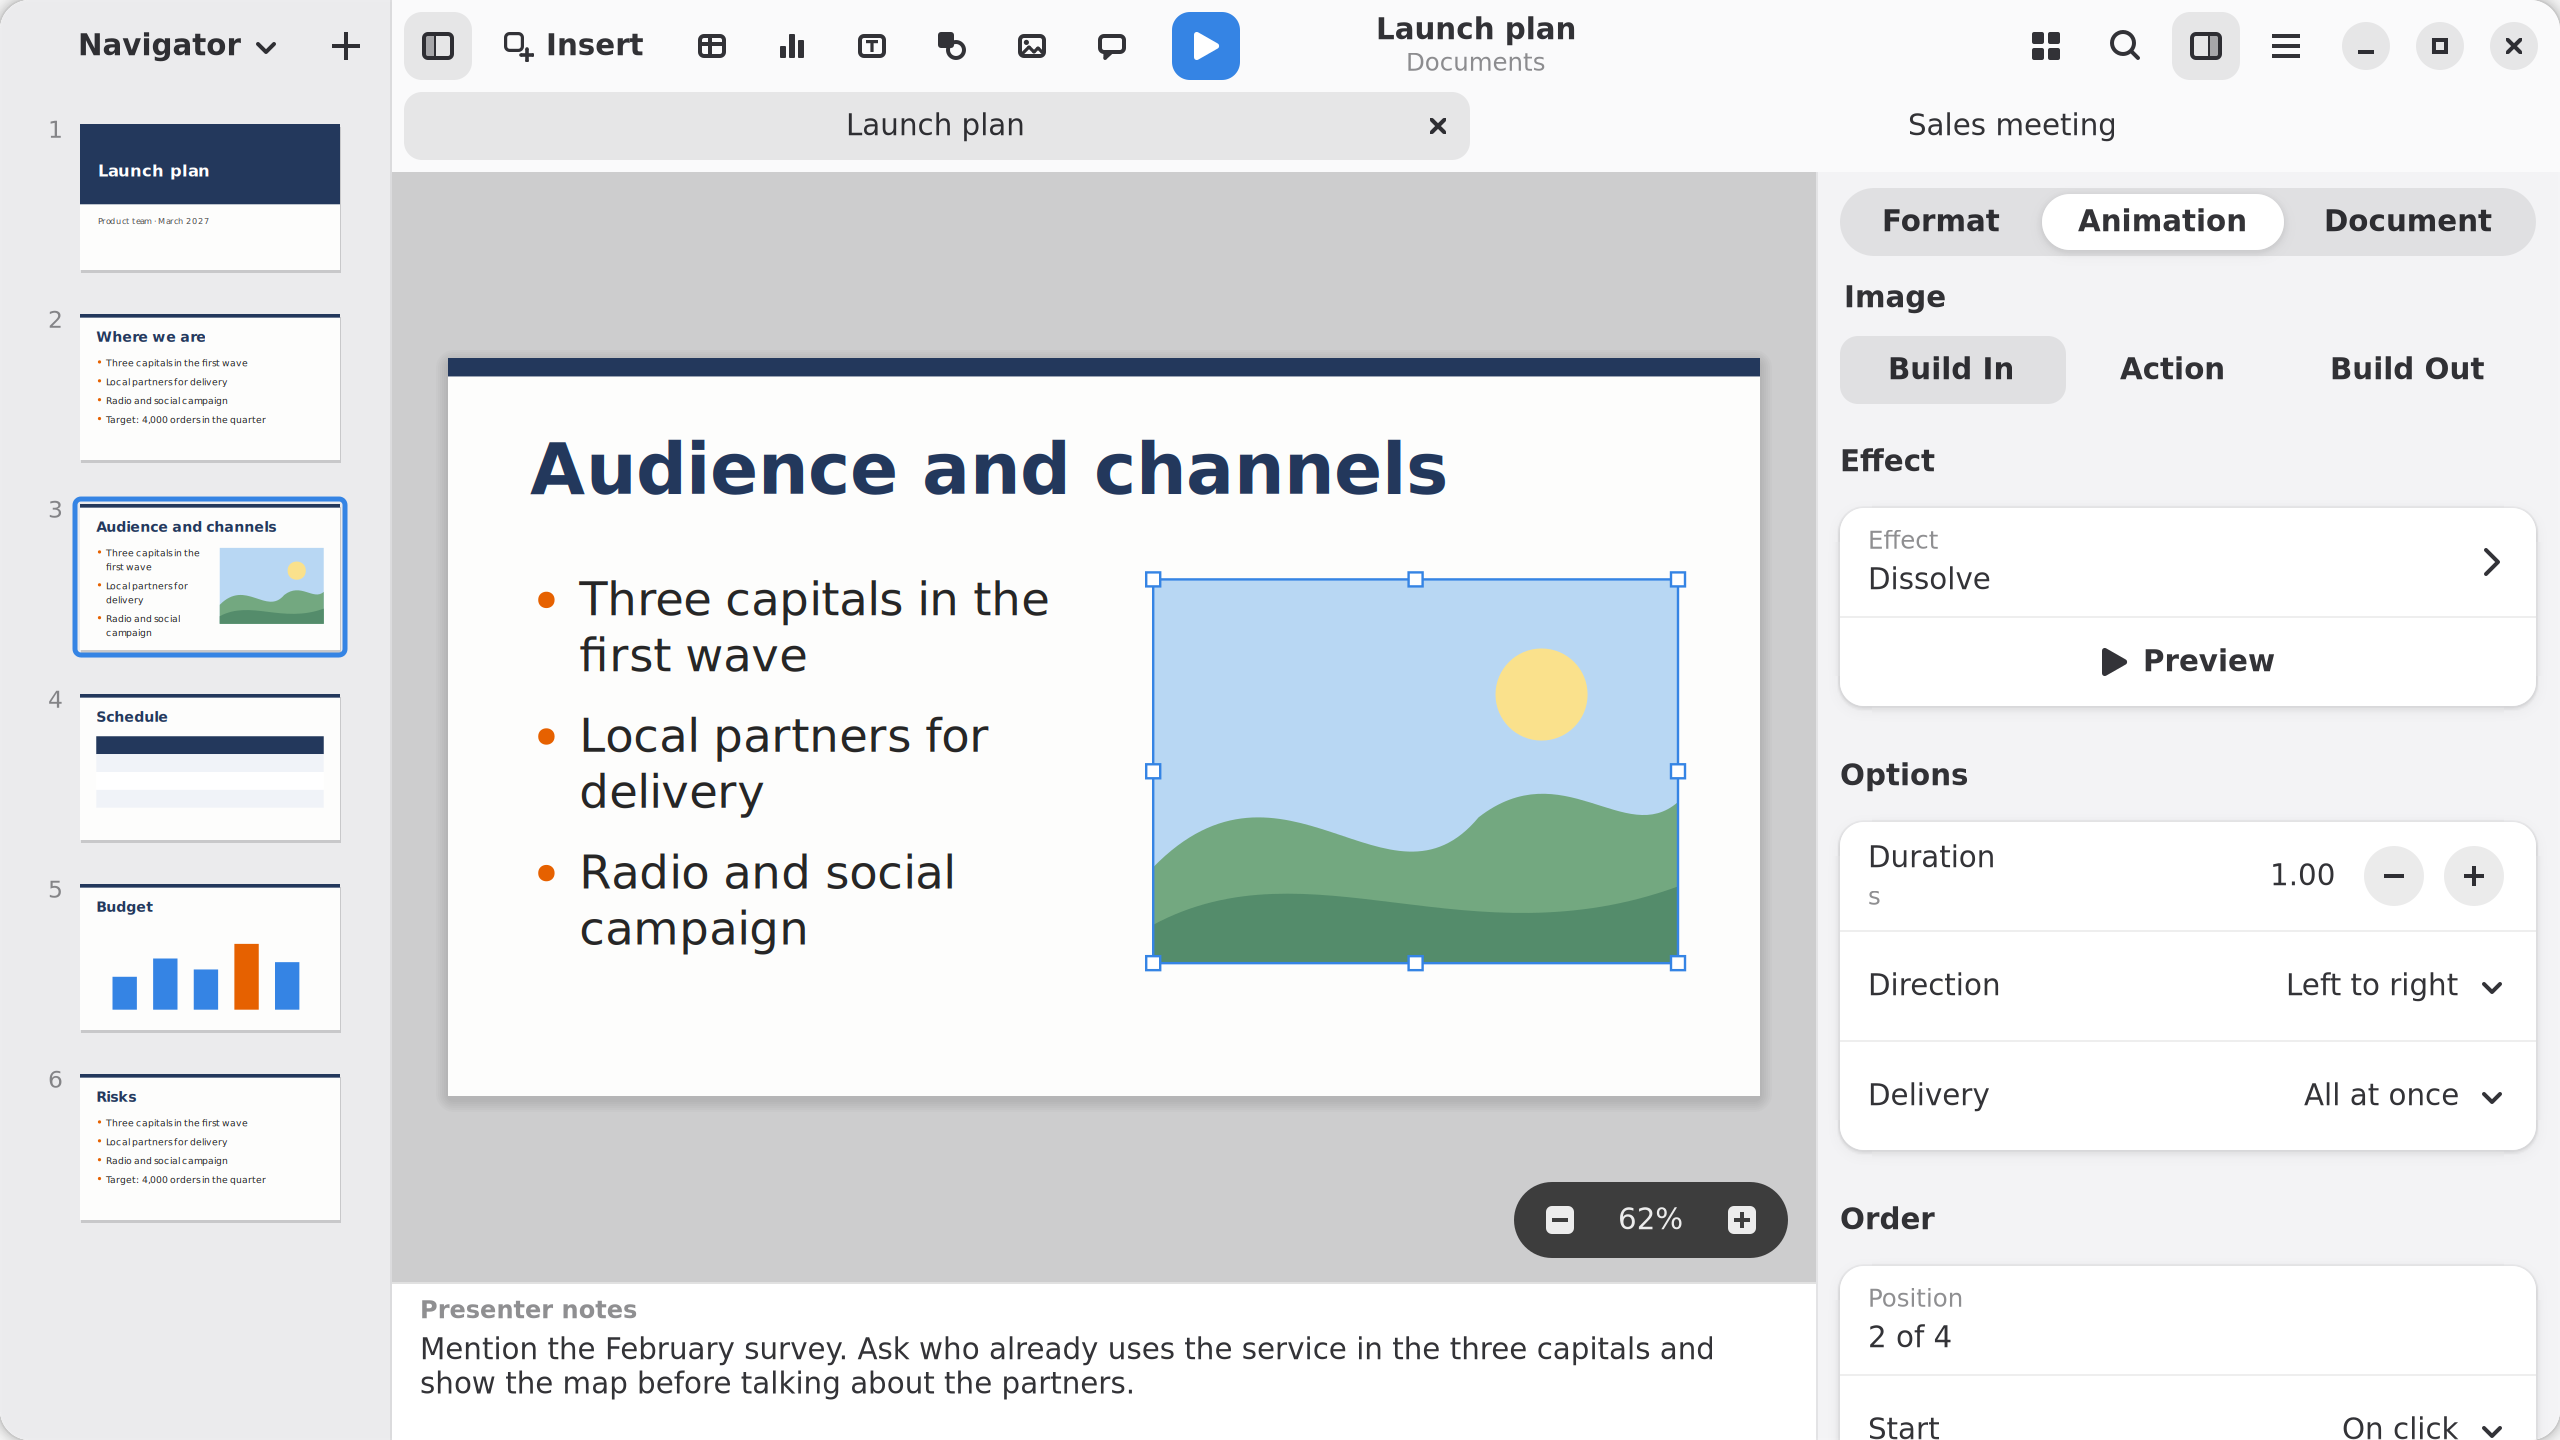 Navigator
Insert
Launch plan
Documents
Launch plan
Sales meeting
1
Launch plan
Product team · March 2027
2
Where we are
• Three capitals in the first wave
• Local partners for delivery
• Radio and social campaign
• Target: 4,000 orders in the quarter
3
Audience and channels
• Three capitals in the
first wave
• Local partners for
delivery
• Radio and social
campaign
4
Schedule
5
Budget
6
Risks
• Three capitals in the first wave
• Local partners for delivery
• Radio and social campaign
• Target: 4,000 orders in the quarter
Audience and channels
• Three capitals in the
first wave
• Local partners for
delivery
• Radio and social
campaign
62%
Presenter notes
Mention the February survey. Ask who already uses the service in the three capitals and
show the map before talking about the partners.
Format
Animation
Document
Image
Build In
Action
Build Out
Effect
Effect
Dissolve
Preview
Options
Duration
s
1.00
Direction
Left to right
Delivery
All at once
Order
Position
2 of 4
Start
On click